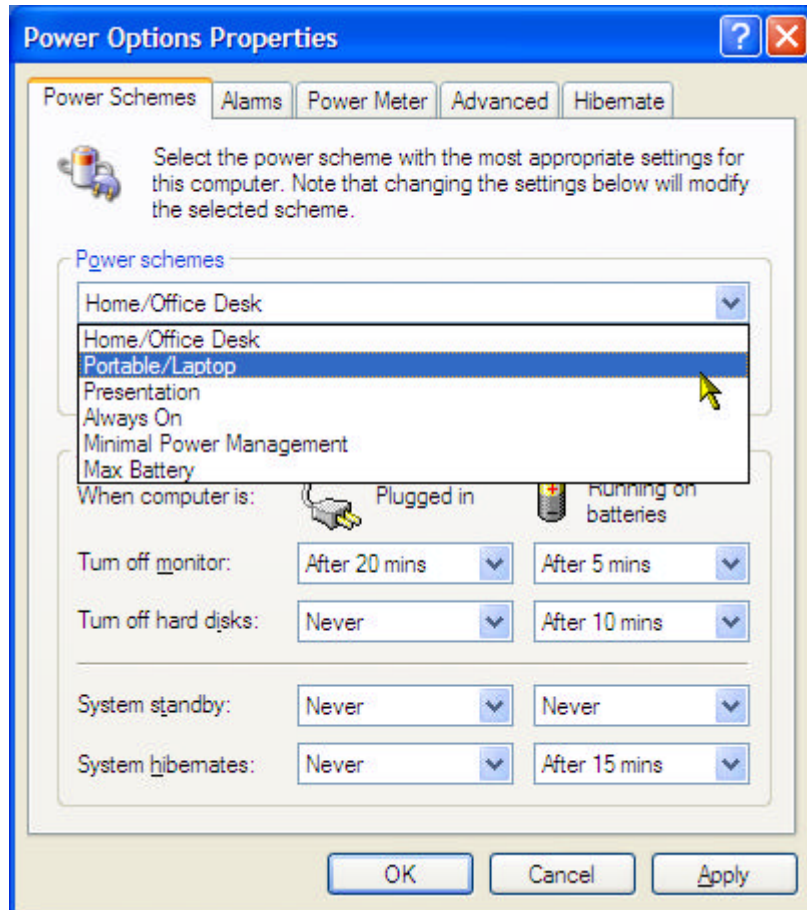 Power Options Properties
Power Schemes Alarms Power Meter Advanced Hibernate
Select the power scheme with the most appropriate settings for
this computer. Note that changing the settings below will modify
the selected scheme.
Power schemes
Home/Office Desk
Home/Office Desk
Portable/Laptop
Presentation
Always On
Minimal Power Management
Max Battery
When computer is: Plugged in Running on
batteries
Turn off monitor: After 20 mins After 5 mins
Turn off hard disks: Never After 10 mins
System standby: Never Never
System hibernates: Never After 15 mins
OK Cancel Apply